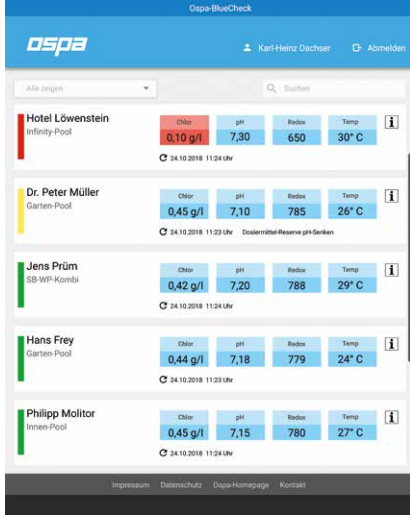 Ospa-BlueCheck
ospa
Karl-Heinz Dachser Abmelden
Alle zeigen Suchen
Hotel Löwenstein
Infinity-Pool
Chlor pH Redox Temp
0,10 g/l 7,30 650 30° C
24.10.2018 11:24 Uhr
Dr. Peter Müller
Garten-Pool
Chlor pH Redox Temp
0,45 g/l 7,10 785 26° C
24.10.2018 11:23 Uhr Dosiermittel-Reserve pH-Senken
Jens Prüm
SB-WP-Kombi
Chlor pH Redox Temp
0,42 g/l 7,20 788 29° C
24.10.2018 11:24 Uhr
Hans Frey
Garten-Pool
Chlor pH Redox Temp
0,44 g/l 7,18 779 24° C
24.10.2018 11:23 Uhr
Philipp Molitor
Innen-Pool
Chlor pH Redox Temp
0,45 g/l 7,15 780 27° C
24.10.2018 11:24 Uhr
Impressum Datenschutz Ospa-Homepage Kontakt